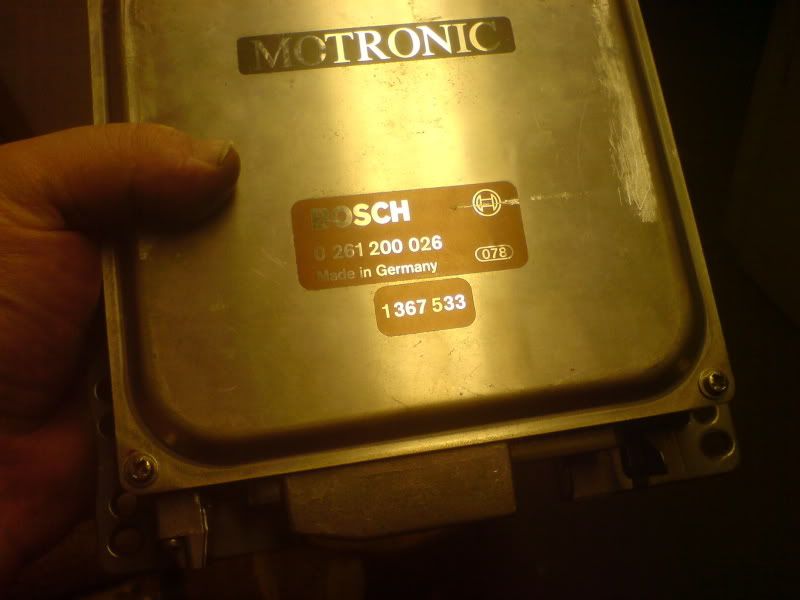 MOTRONIC
BOSCH
0 261 200 026
Made in Germany
078
1 367 533